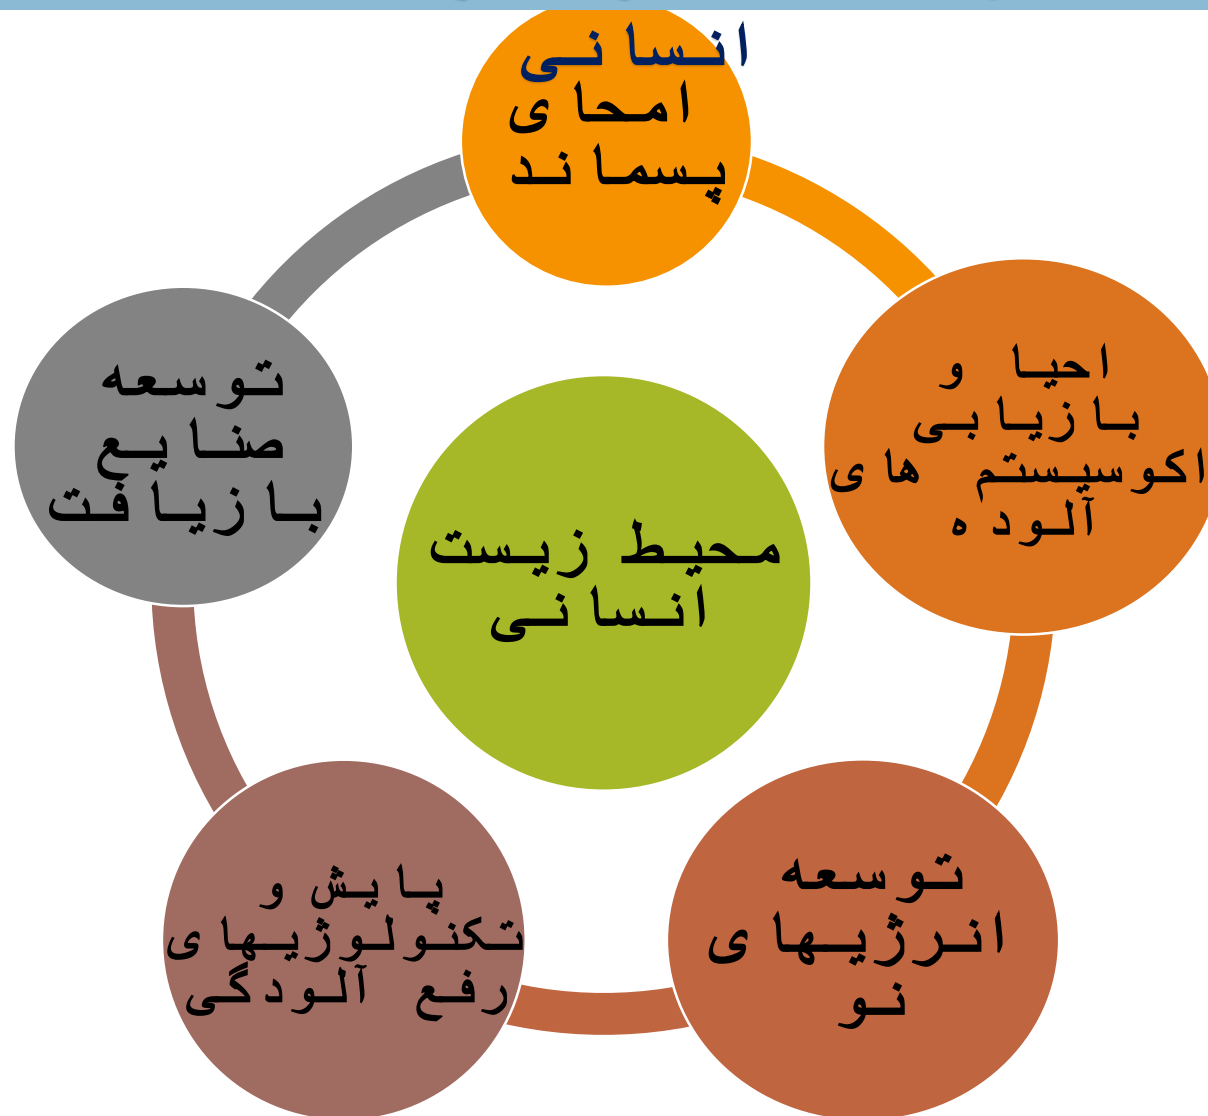 انسانی
امحای
پسماند
احیا و
بازیابی
اکوسیستم های
آلوده
توسعه
انرژیهای
نو
پایش و
تکنولوژیهای
رفع آلودگی
توسعه
صنایع
بازیافت
محیط زیست
انسانی